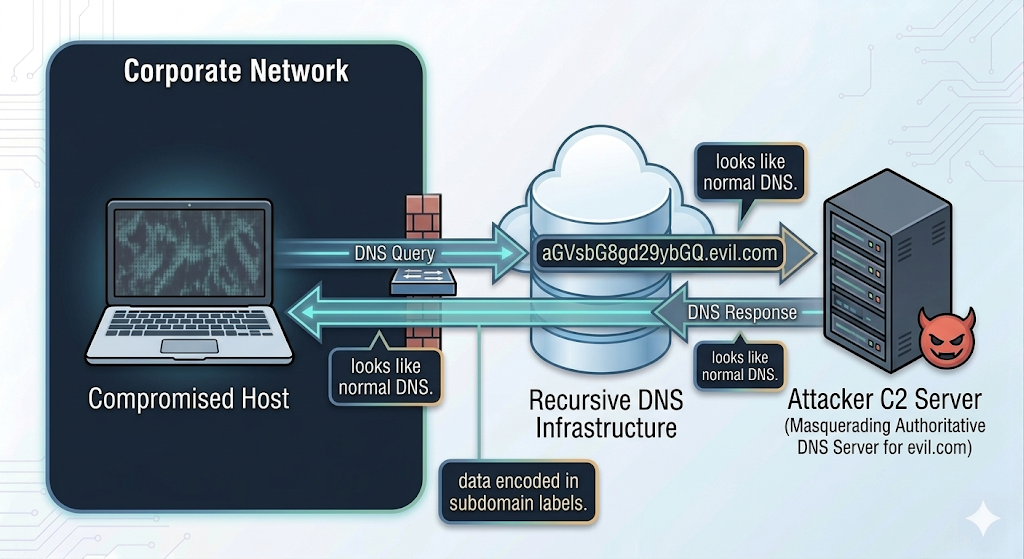 Corporate Network
looks like
normal DNS.
DNS Query
aGVsbG8gd29ybGQ.evil.com
DNS Response
looks like
normal DNS.
looks like
normal DNS.
Compromised Host
Recursive DNS
Infrastructure
Attacker C2 Server
(Masquerading Authoritative
DNS Server for evil.com)
data encoded in
subdomain labels.